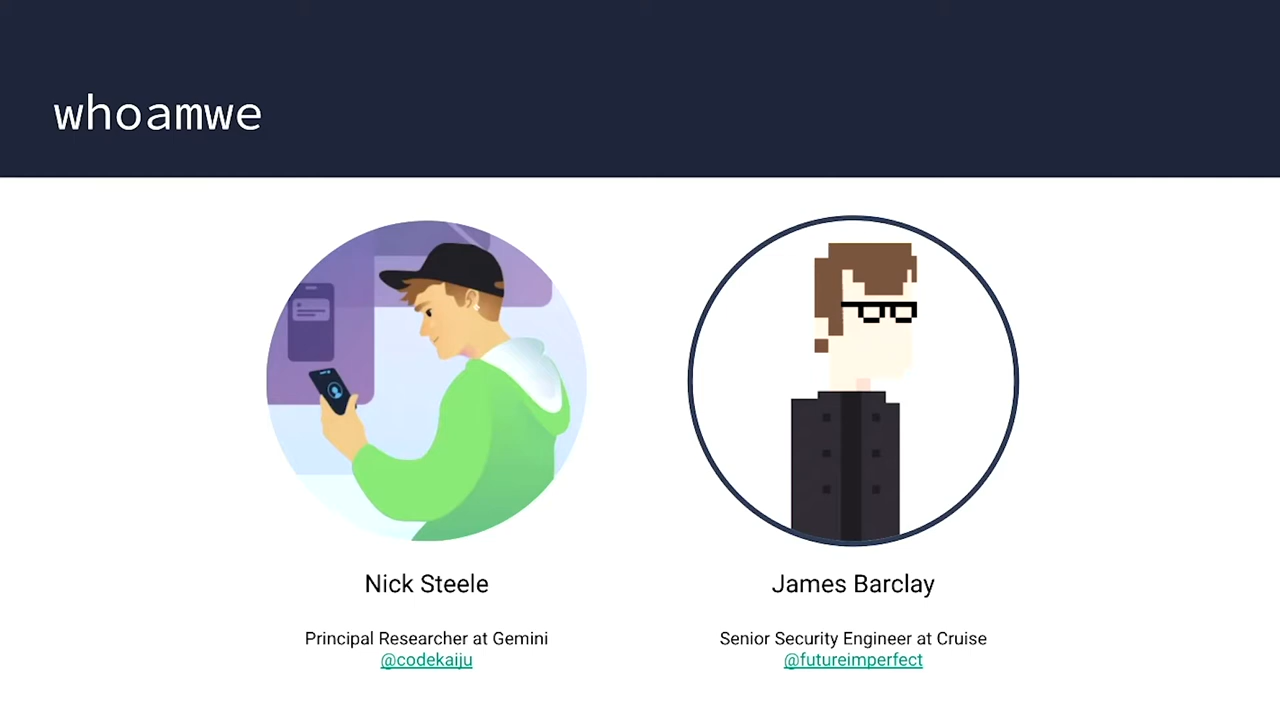 whoamwe
Nick Steele
Principal Researcher at Gemini
@codekaiju
James Barclay
Senior Security Engineer at Cruise
@futureimperfect